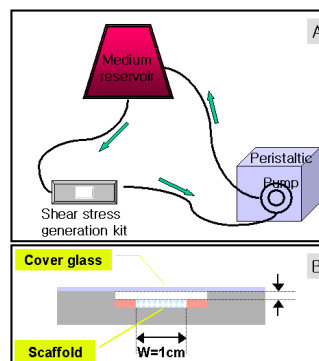 A
Medium
reservoir
Peristaltic
Pump
Shear stress
generation kit
B
Cover glass
Scaffold
W=1cm